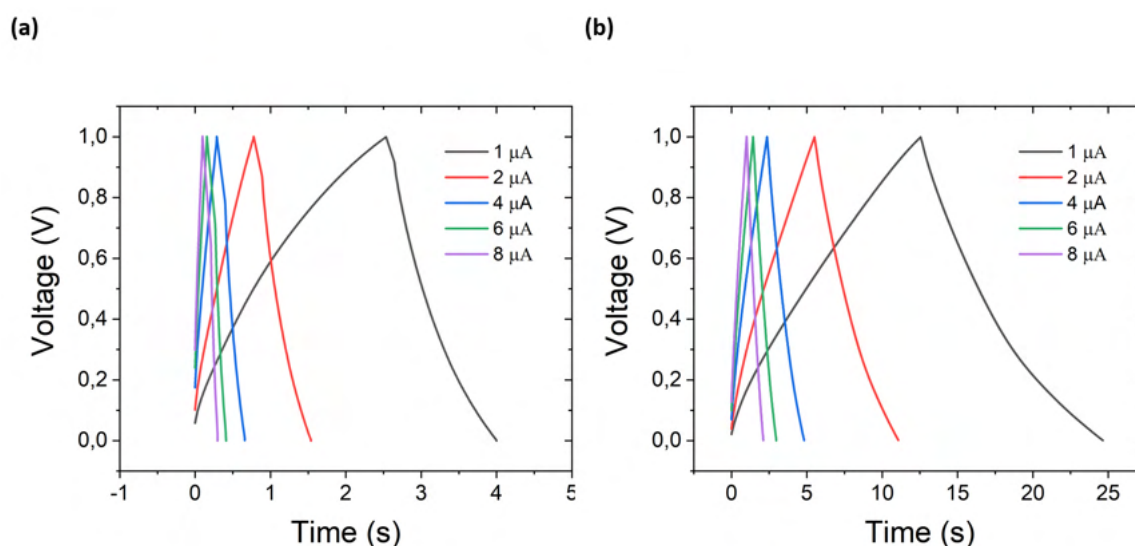 (a)
(b)
1,0
0,8
0,6
0,4
0,2
0,0
Voltage (V)
1 µA
2 µA
4 µA
6 µA
8 µA
-1 0 1 2 3 4 5
Time (s)
1,0
0,8
0,6
0,4
0,2
0,0
Voltage (V)
1 µA
2 µA
4 µA
6 µA
8 µA
0 5 10 15 20 25
Time (s)